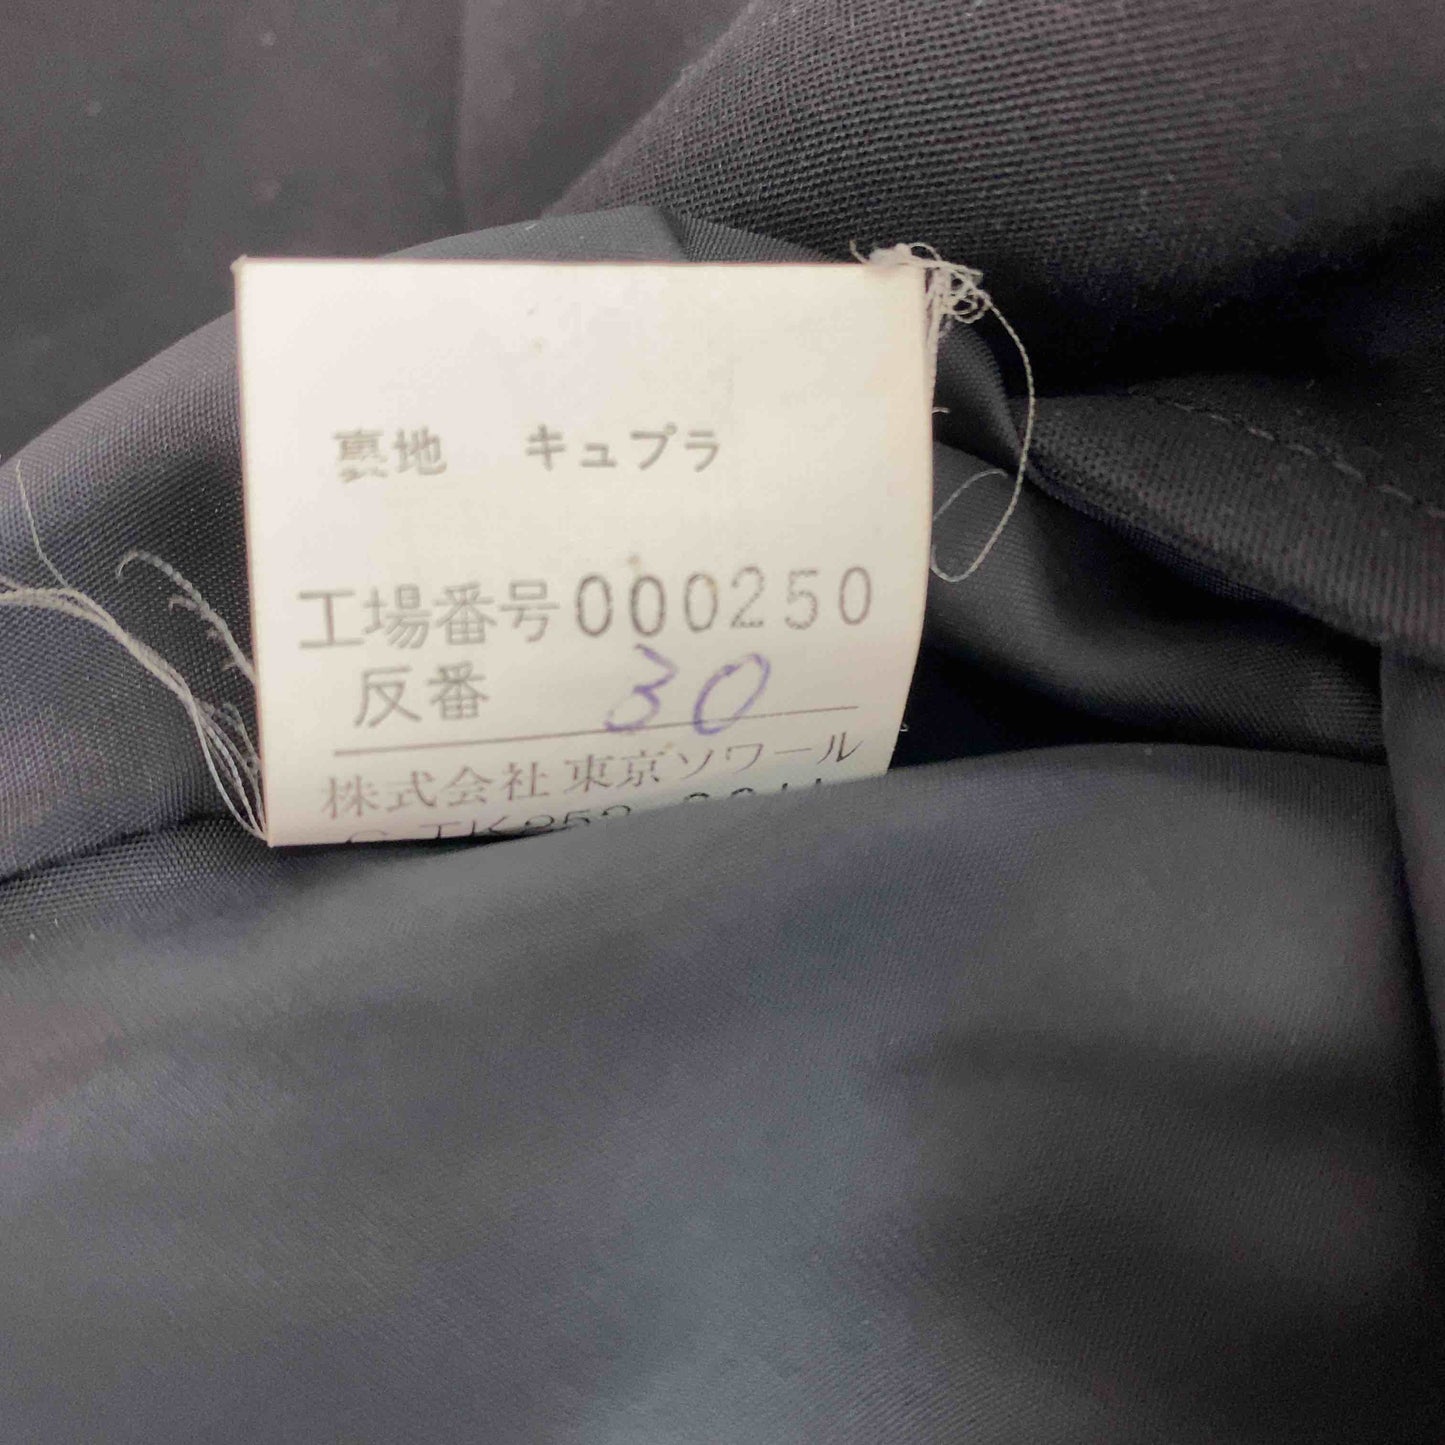 裏地 キュプラ
工場番号000250
反番 30
株式会社東京ソワール